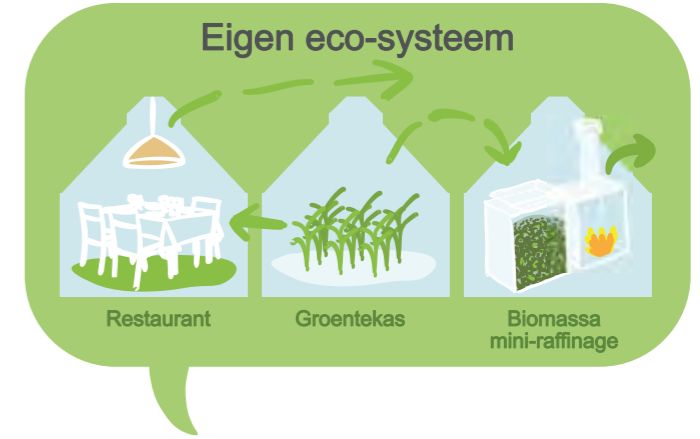 Eigen eco-systeem
Restaurant
Groentekas
Biomassa
mini-raffinage